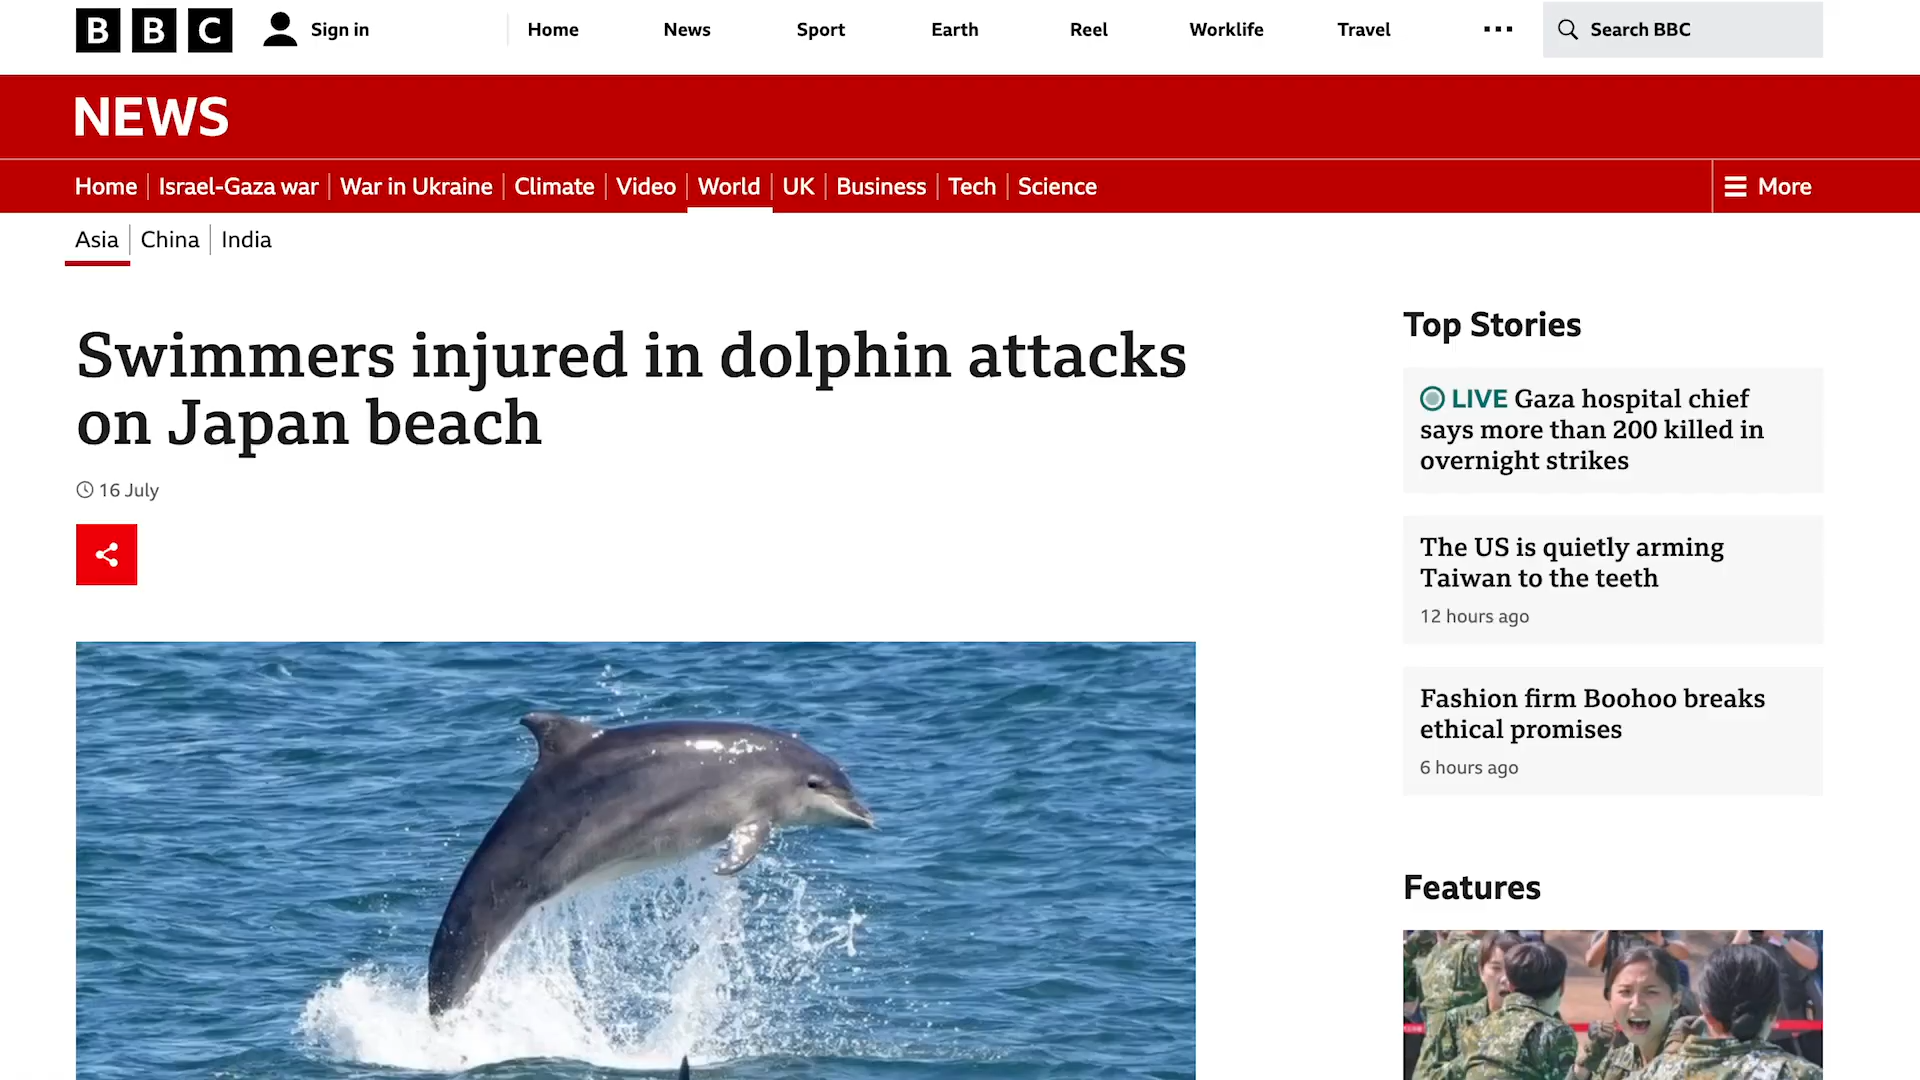 BBC
Sign in
Home
News
Sport
Earth
Reel
Worklife
Travel
Search BBC
NEWS
Home
Israel-Gaza war
War in Ukraine
Climate
Video
World
UK
Business
Tech
Science
More
Asia
China
India
Swimmers injured in dolphin attacks
on Japan beach
16 July
Top Stories
LIVE Gaza hospital chief
says more than 200 killed in
overnight strikes
The US is quietly arming
Taiwan to the teeth
12 hours ago
Fashion firm Boohoo breaks
ethical promises
6 hours ago
Features